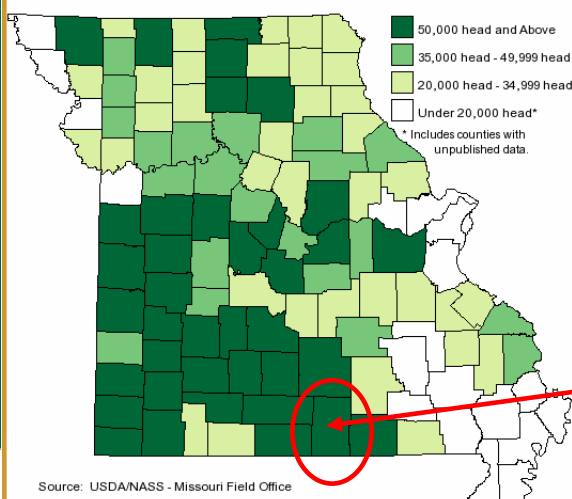 50,000 head and Above
35,000 head - 49,999 head
20,000 head - 34,999 head
Under 20,000 head*
* Includes counties with
unpublished data.
Source: USDA/NASS - Missouri Field Office